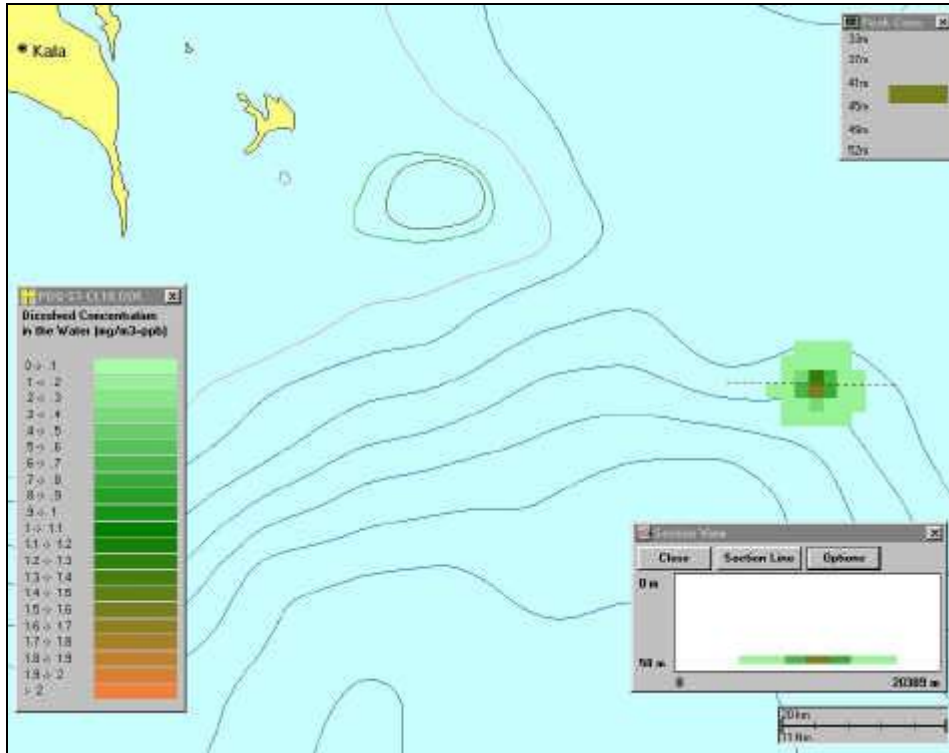 Kala
33m
37m
41m
45m
49m
52m
Dissolved Concentration
in the Water (mg/m3-ppb)
0 -> .1
.1 -> .2
.2 -> .3
.3 -> .4
.4 -> .5
.5 -> .6
.6 -> .7
.7 -> .8
.8 -> .9
.9 -> 1
1 -> 1.1
1.1 -> 1.2
1.2 -> 1.3
1.3 -> 1.4
1.4 -> 1.5
1.5 -> 1.6
1.6 -> 1.7
1.7 -> 1.8
1.8 -> 1.9
1.9 -> 2
> 2
Section View
Close Section Line Options
0 m
50 m
0 20389 m
20 km